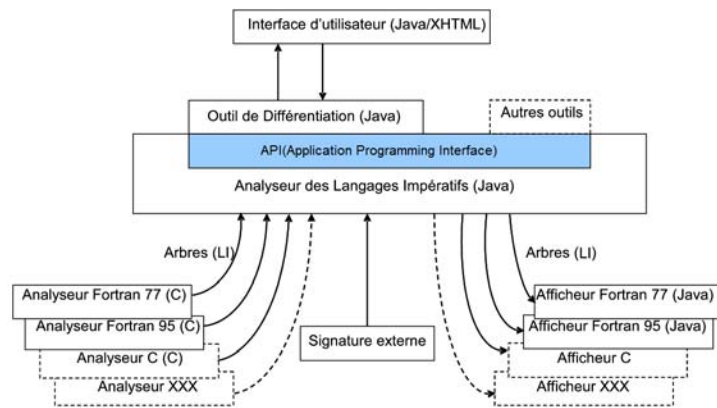 Interface d'utilisateur (Java/XHTML)
Outil de Différentiation (Java)
Autres outils
API(Application Programming Interface)
Analyseur des Langages Impératifs (Java)
Arbres (LI)
Arbres (LI)
Analyseur Fortran 77 (C)
Afficheur Fortran 77 (Java)
Analyseur Fortran 95 (C)
Afficheur Fortran 95 (Java)
Signature externe
Analyseur C (C)
Afficheur C
Analyseur XXX
Afficheur XXX